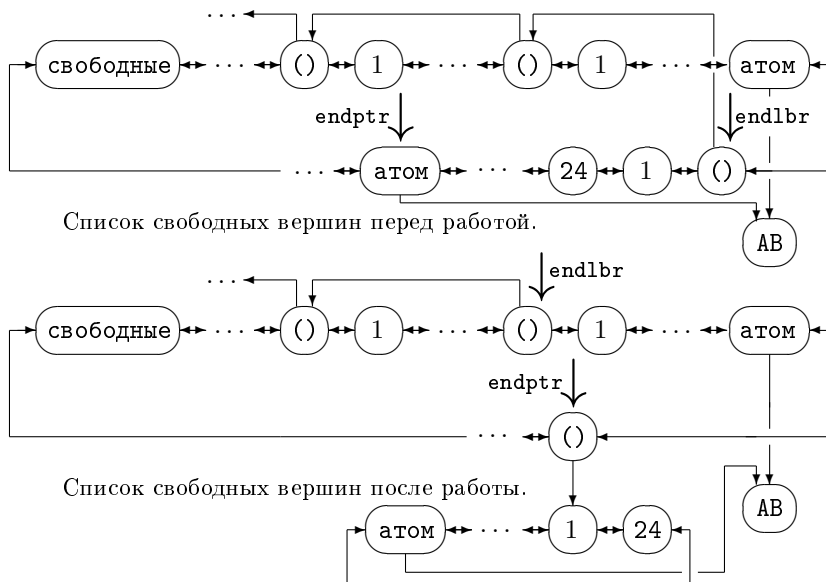 ...
свободные ... () 1 ... () 1 ... атом
endptr endlbr
... атом ... 24 1 ()
Список свободных вершин перед работой.
AB
endlbr
...
свободные ... () 1 ... () 1 ... атом
endptr
... ()
Список свободных вершин после работы.
AB
атом ... 1 24